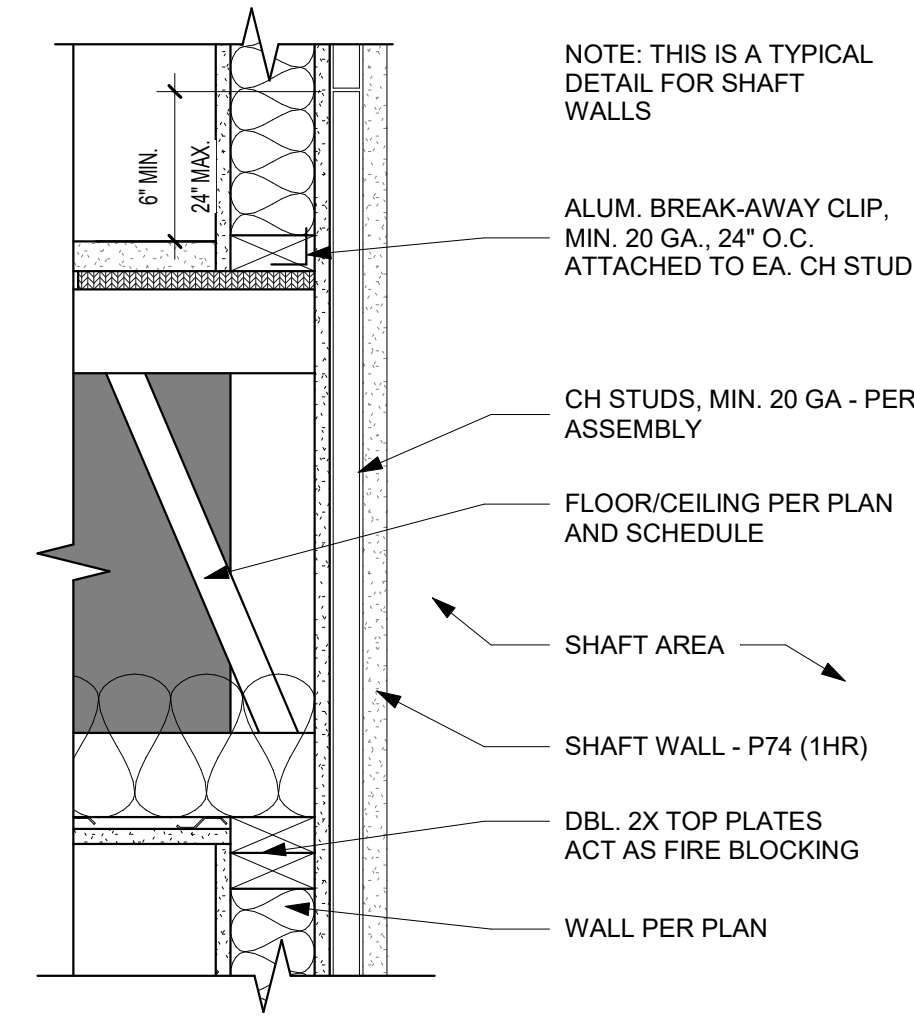 NOTE: THIS IS A TYPICAL
DETAIL FOR SHAFT
WALLS
6" MIN.
24" MAX.
ALUM. BREAK-AWAY CLIP,
MIN. 20 GA., 24" O.C.
ATTACHED TO EA. CH STUD
CH STUDS, MIN. 20 GA - PER
ASSEMBLY
FLOOR/CEILING PER PLAN
AND SCHEDULE
SHAFT AREA
SHAFT WALL - P74 (1HR)
DBL. 2X TOP PLATES
ACT AS FIRE BLOCKING
WALL PER PLAN